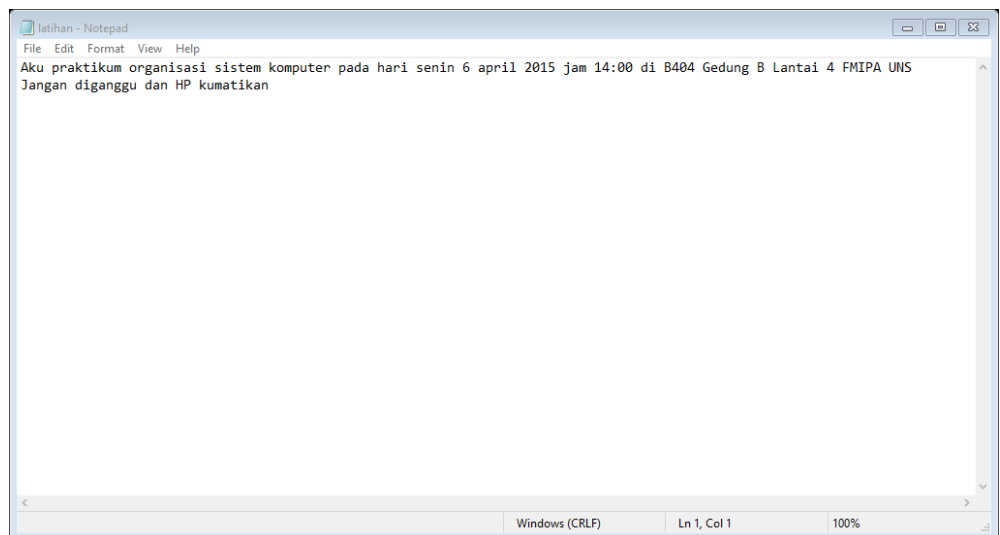 latihan - Notepad
File Edit Format View Help
Aku praktikum organisasi sistem komputer pada hari senin 6 april 2015 jam 14:00 di B404 Gedung B Lantai 4 FMIPA UNS
Jangan diganggu dan HP kumatikan
Windows (CRLF) Ln 1, Col 1 100%